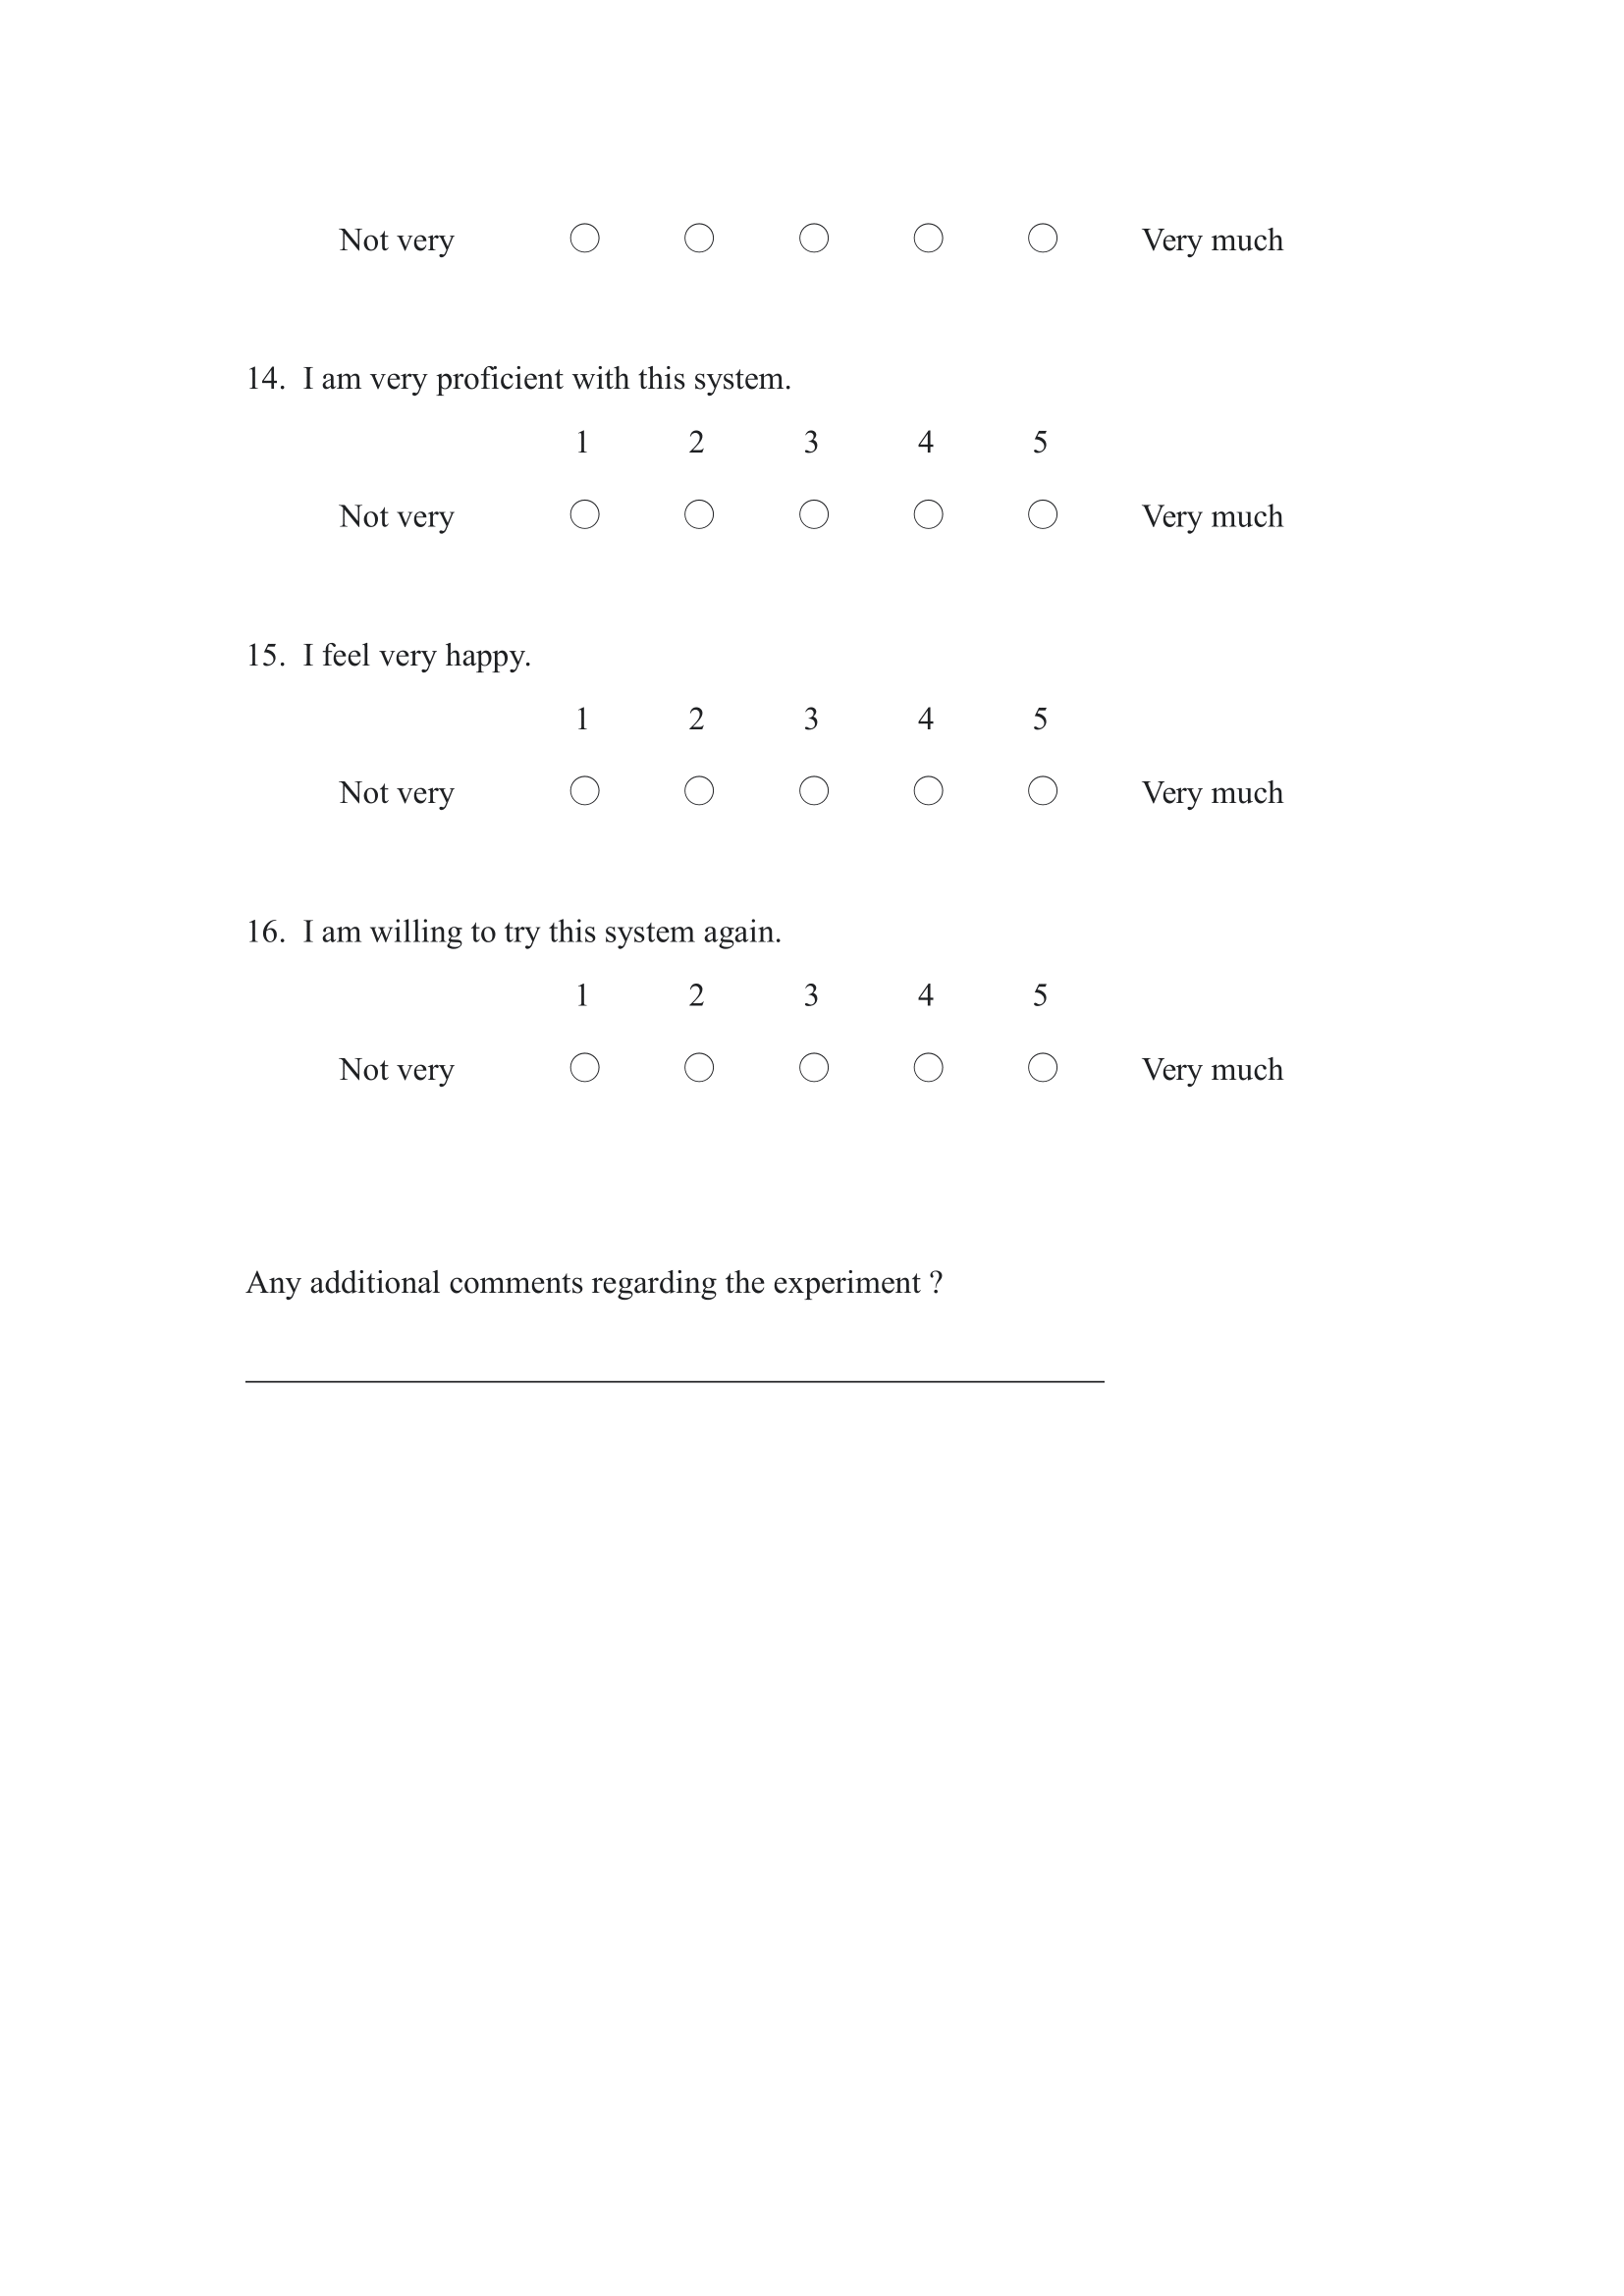 Not very ○ ○ ○ ○ ○ Very much
14. I am very proficient with this system.
1 2 3 4 5
Not very ○ ○ ○ ○ ○ Very much
15. I feel very happy.
1 2 3 4 5
Not very ○ ○ ○ ○ ○ Very much
16. I am willing to try this system again.
1 2 3 4 5
Not very ○ ○ ○ ○ ○ Very much
Any additional comments regarding the experiment ?